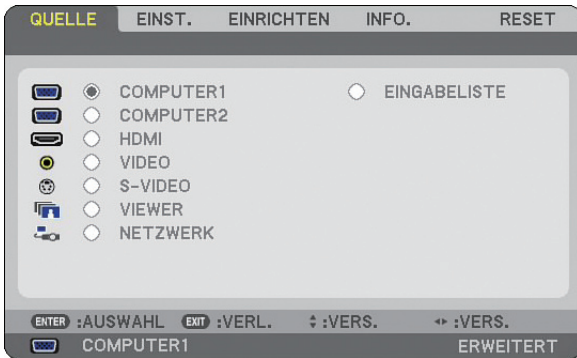 QUELLE EINST. EINRICHTEN INFO. RESET
COMPUTER1 EINGABELISTE
COMPUTER2
HDMI
VIDEO
S-VIDEO
VIEWER
NETZWERK
ENTER :AUSWAHL EXIT :VERL. :VERS. :VERS.
COMPUTER1 ERWEITERT